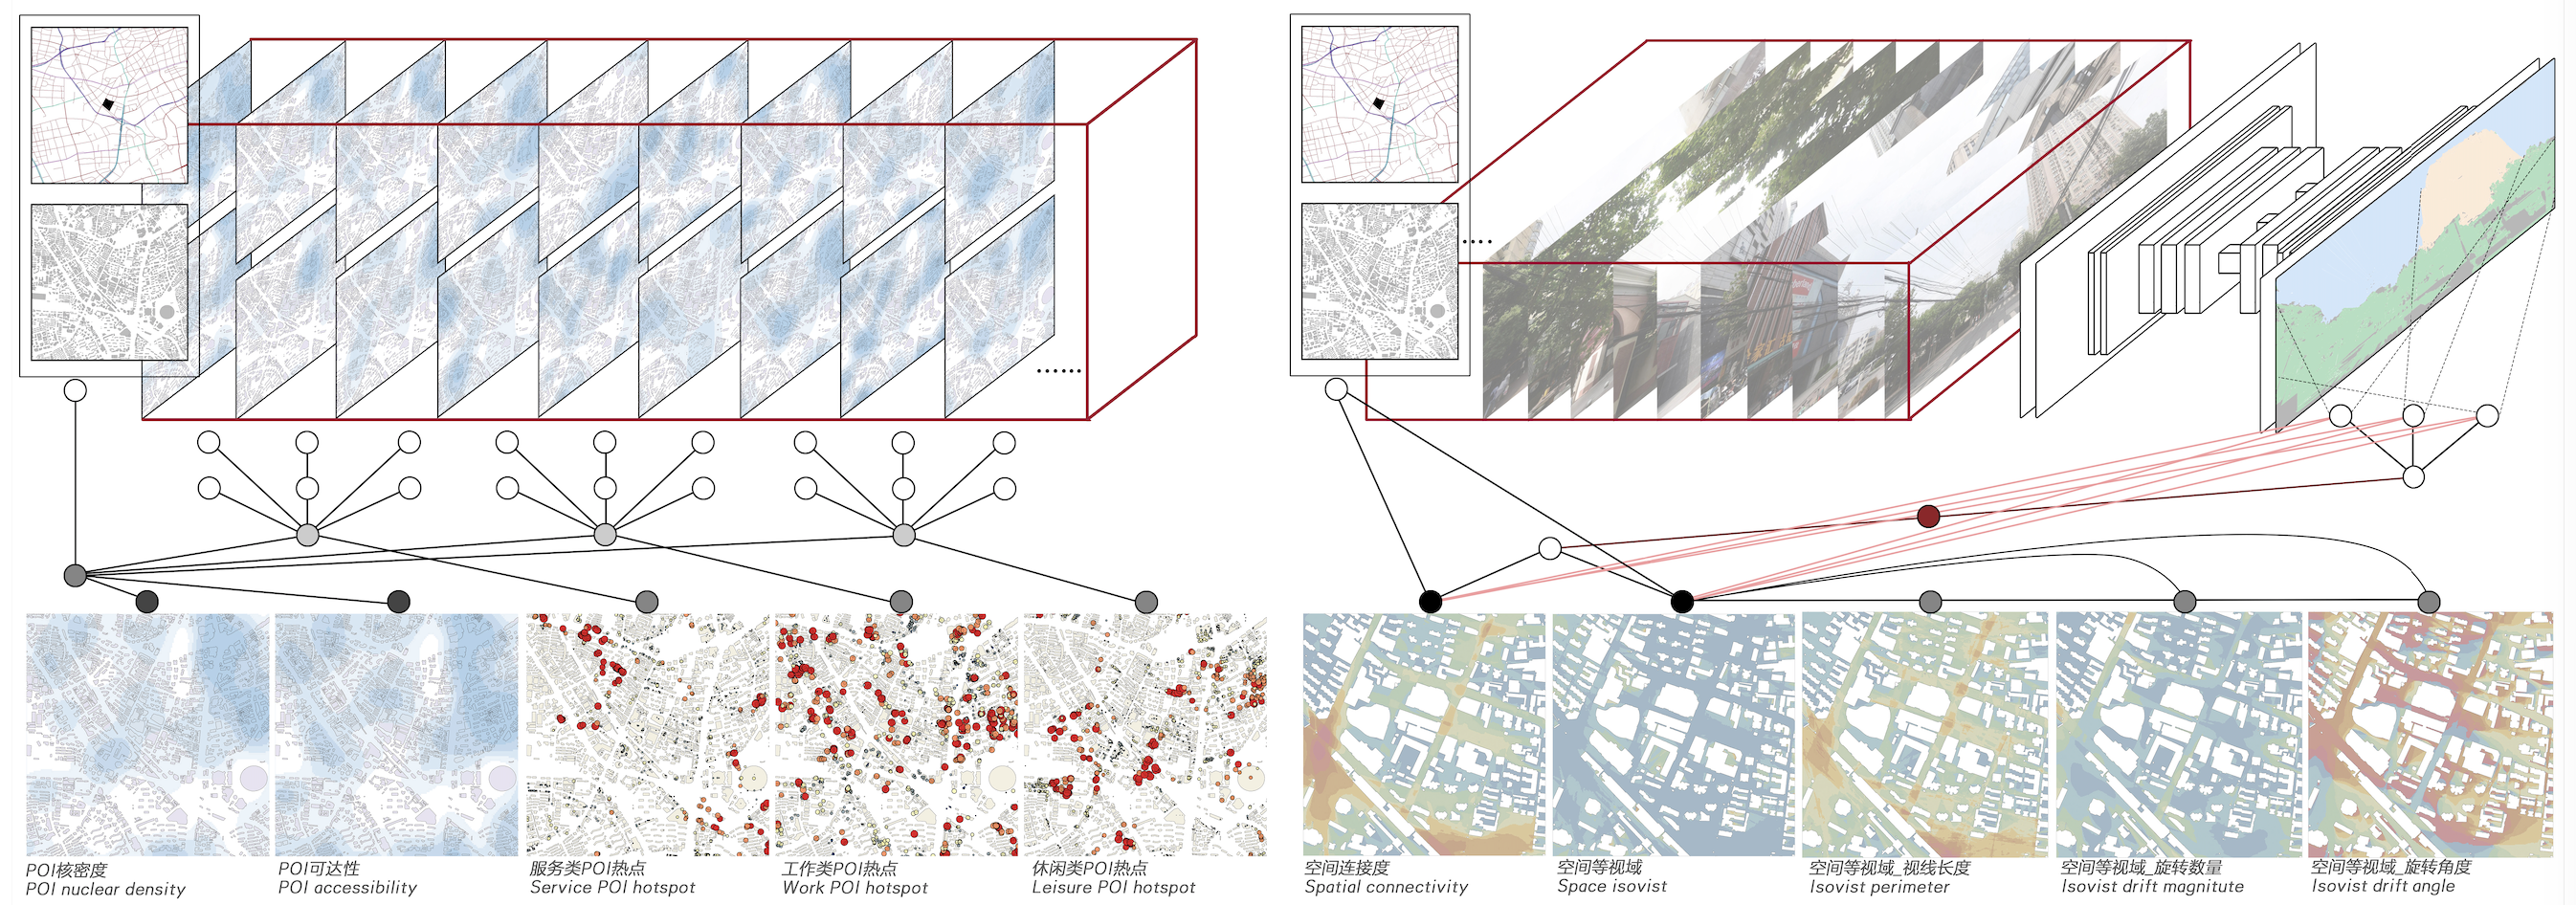 POI核密度
POI nuclear density
POI可达性
POI accessibility
服务类POI热点
Service POI hotspot
工作类POI热点
Work POI hotspot
休闲类POI热点
Leisure POI hotspot
空间连接度
Spatial connectivity
空间等视域
Space isovist
空间等视域_视线长度
Isovist perimeter
空间等视域_旋转数量
Isovist drift magnitute
空间等视域_旋转角度
Isovist drift angle